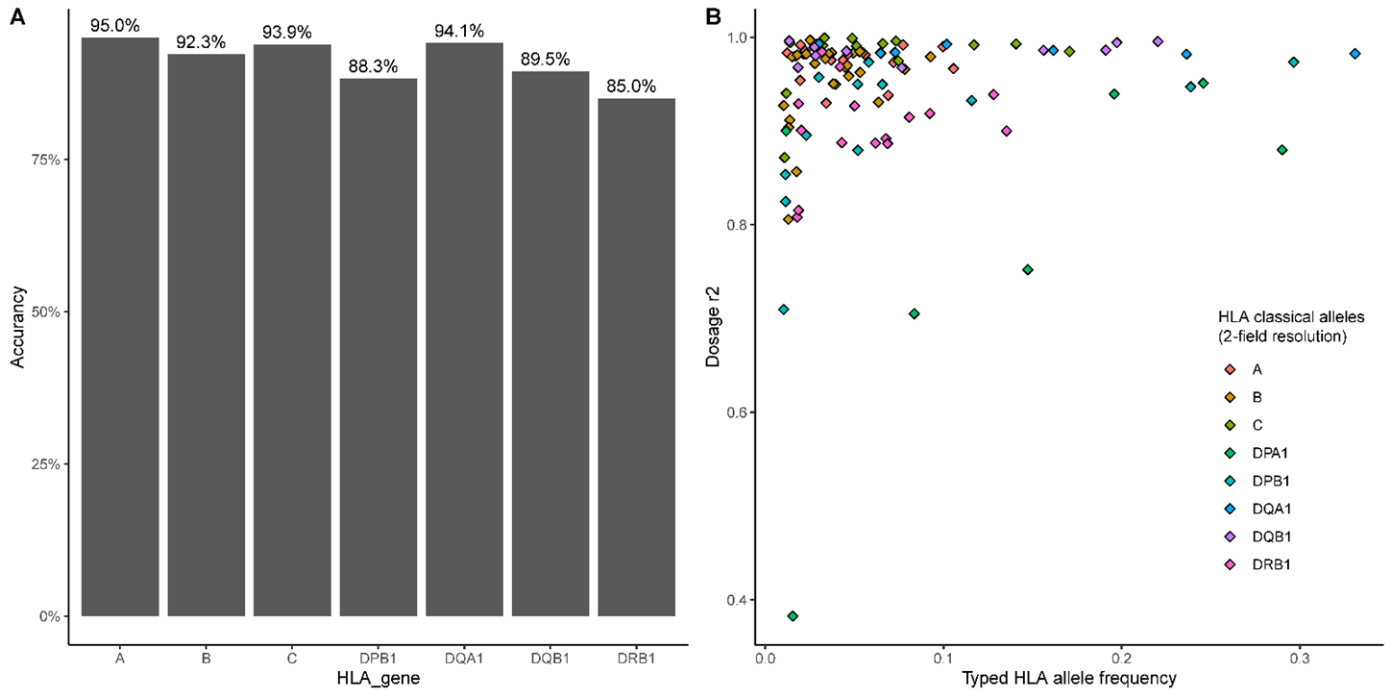 A
95.0%
92.3%
93.9%
88.3%
94.1%
89.5%
85.0%
75%
50%
25%
0%
Accurancy
A B C DPB1 DQA1 DQB1 DRB1
HLA_gene
B
1.0
0.8
0.6
0.4
Dosage r2
HLA classical alleles
(2-field resolution)
A
B
C
DPA1
DPB1
DQA1
DQB1
DRB1
0.0 0.1 0.2 0.3
Typed HLA allele frequency